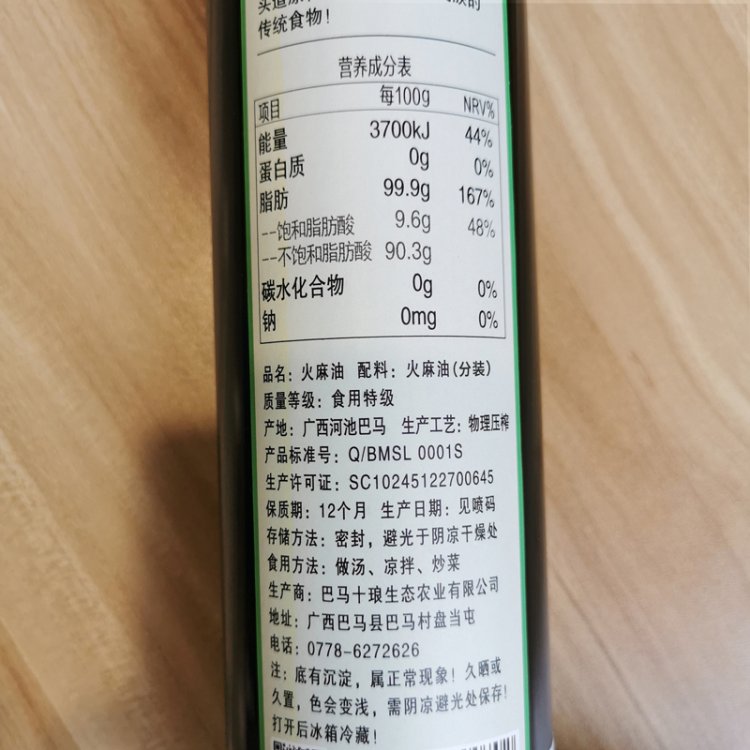 传统食物！
营养成分表
项目 每100g NRV%
能量 3700kJ 44%
蛋白质 0g 0%
脂肪 99.9g 167%
--饱和脂肪酸 9.6g 48%
--不饱和脂肪酸 90.3g
碳水化合物 0g 0%
钠 0mg 0%
品名：火麻油 配料：火麻油(分装)
质量等级：食用特级
产地：广西河池巴马 生产工艺：物理压榨
产品标准号：Q/BMSL 0001S
生产许可证：SC10245122700645
保质期：12个月 生产日期：见喷码
存储方法：密封，避光于阴凉干燥处
食用方法：做汤、凉拌、炒菜
生产商：巴马十琅生态农业有限公司
地址：广西巴马县巴马村盘当屯
电话：0778-6272626
注：底有沉淀，属正常现象！久晒或
久置，色会变浅，需阴凉避光处保存！
打开后冰箱冷藏！